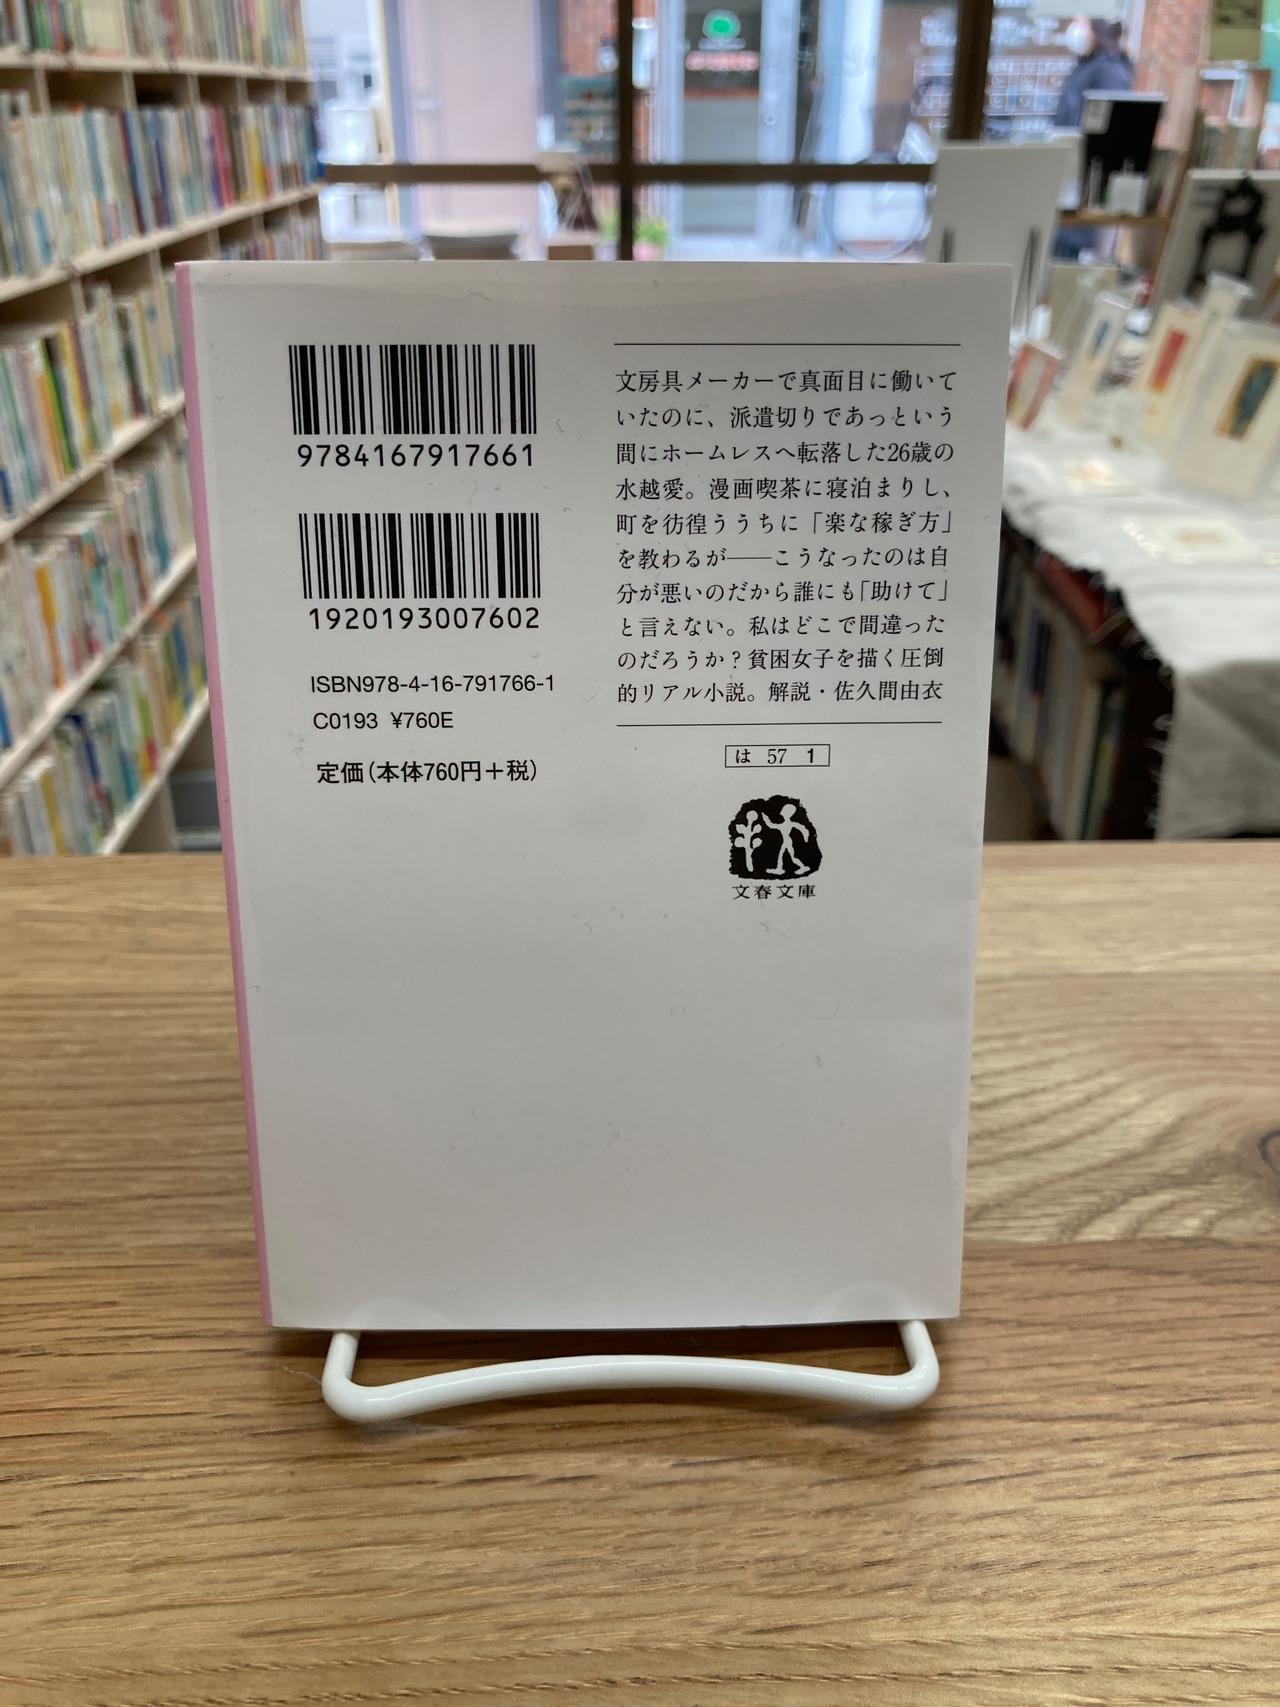 9784167917661
1920193007602
ISBN978-4-16-791766-1
C0193 ¥760E
定価(本体760円+税)
文房具メーカーで真面目に働いて
いたのに、派遣切りであっという
間にホームレスへ転落した26歳の
水越愛。漫画喫茶に寝泊まりし、
町を彷徨ううちに「楽な稼ぎ方」
を教わるが──こうなったのは自
分が悪いのだから誰にも「助けて」
と言えない。私はどこで間違った
のだろうか？貧困女子を描く圧倒
的リアル小説。解説・佐久間由衣
は 57 1
文春文庫